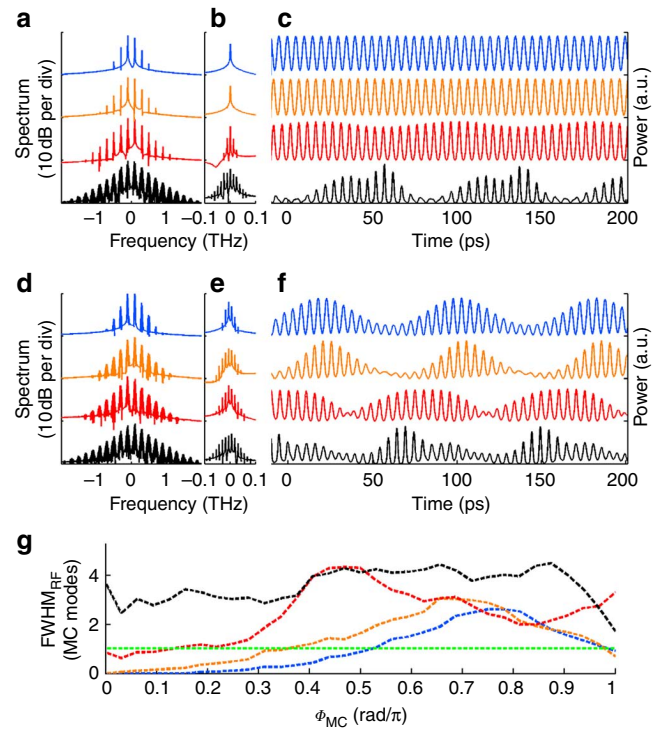 a b c
Spectrum
(10 dB per div)
Power (a.u.)
−1 0 1 −0.1 0 0.1 0 50 100 150 200
Frequency (THz) Time (ps)
d e f
Spectrum
(10 dB per div)
Power (a.u.)
−1 0 1 −0.1 0 0.1 0 50 100 150 200
Frequency (THz) Time (ps)
g
FWHM_RF
(MC modes)
4
2
0
0 0.1 0.2 0.3 0.4 0.5 0.6 0.7 0.8 0.9 1
Φ_MC (rad/π)